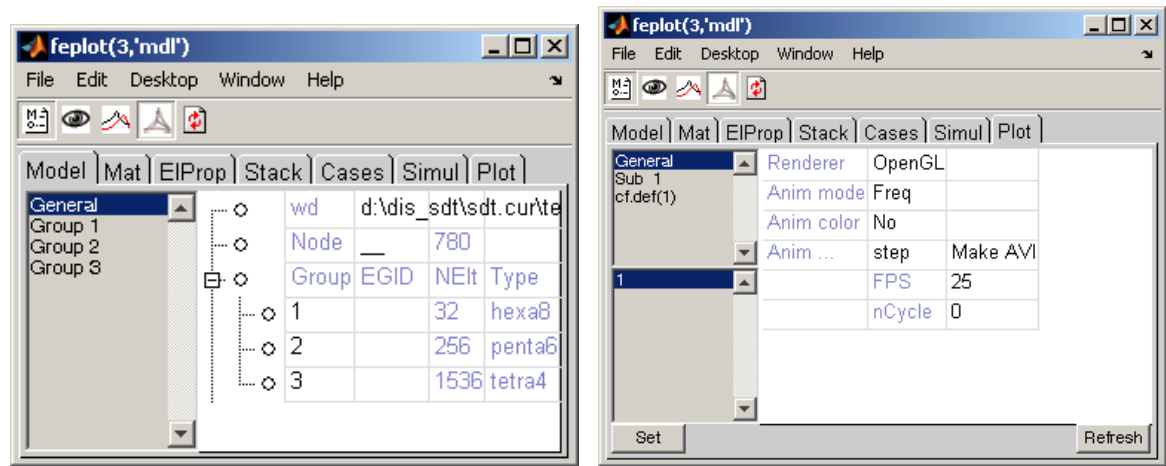 feplot(3,'mdl')
File Edit Desktop Window Help
Model Mat ElProp Stack Cases Simul Plot
General
Group 1
Group 2
Group 3
wd d:\dis_sdt\sdt.cur\te
Node __ 780
Group EGID NElt Type
1 32 hexa8
2 256 penta6
3 1536 tetra4
feplot(3,'mdl')
File Edit Desktop Window Help
Model Mat ElProp Stack Cases Simul Plot
General
Sub 1
cf.def(1)
1
Renderer OpenGL
Anim mode Freq
Anim color No
Anim ... step Make AVI
FPS 25
nCycle 0
Set Refresh